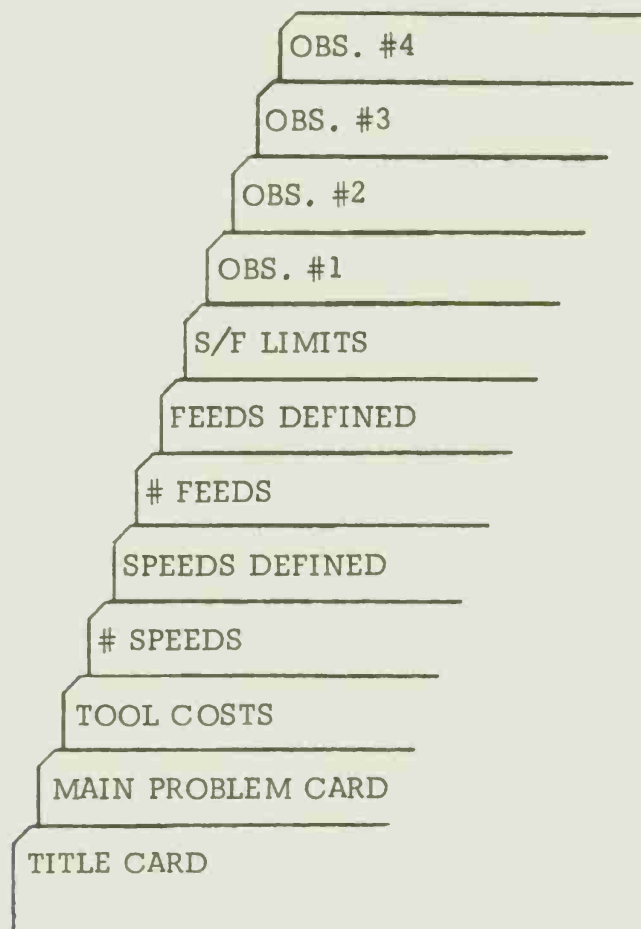 OBS. #4
OBS. #3
OBS. #2
OBS. #1
S/F LIMITS
FEEDS DEFINED
# FEEDS
SPEEDS DEFINED
# SPEEDS
TOOL COSTS
MAIN PROBLEM CARD
TITLE CARD